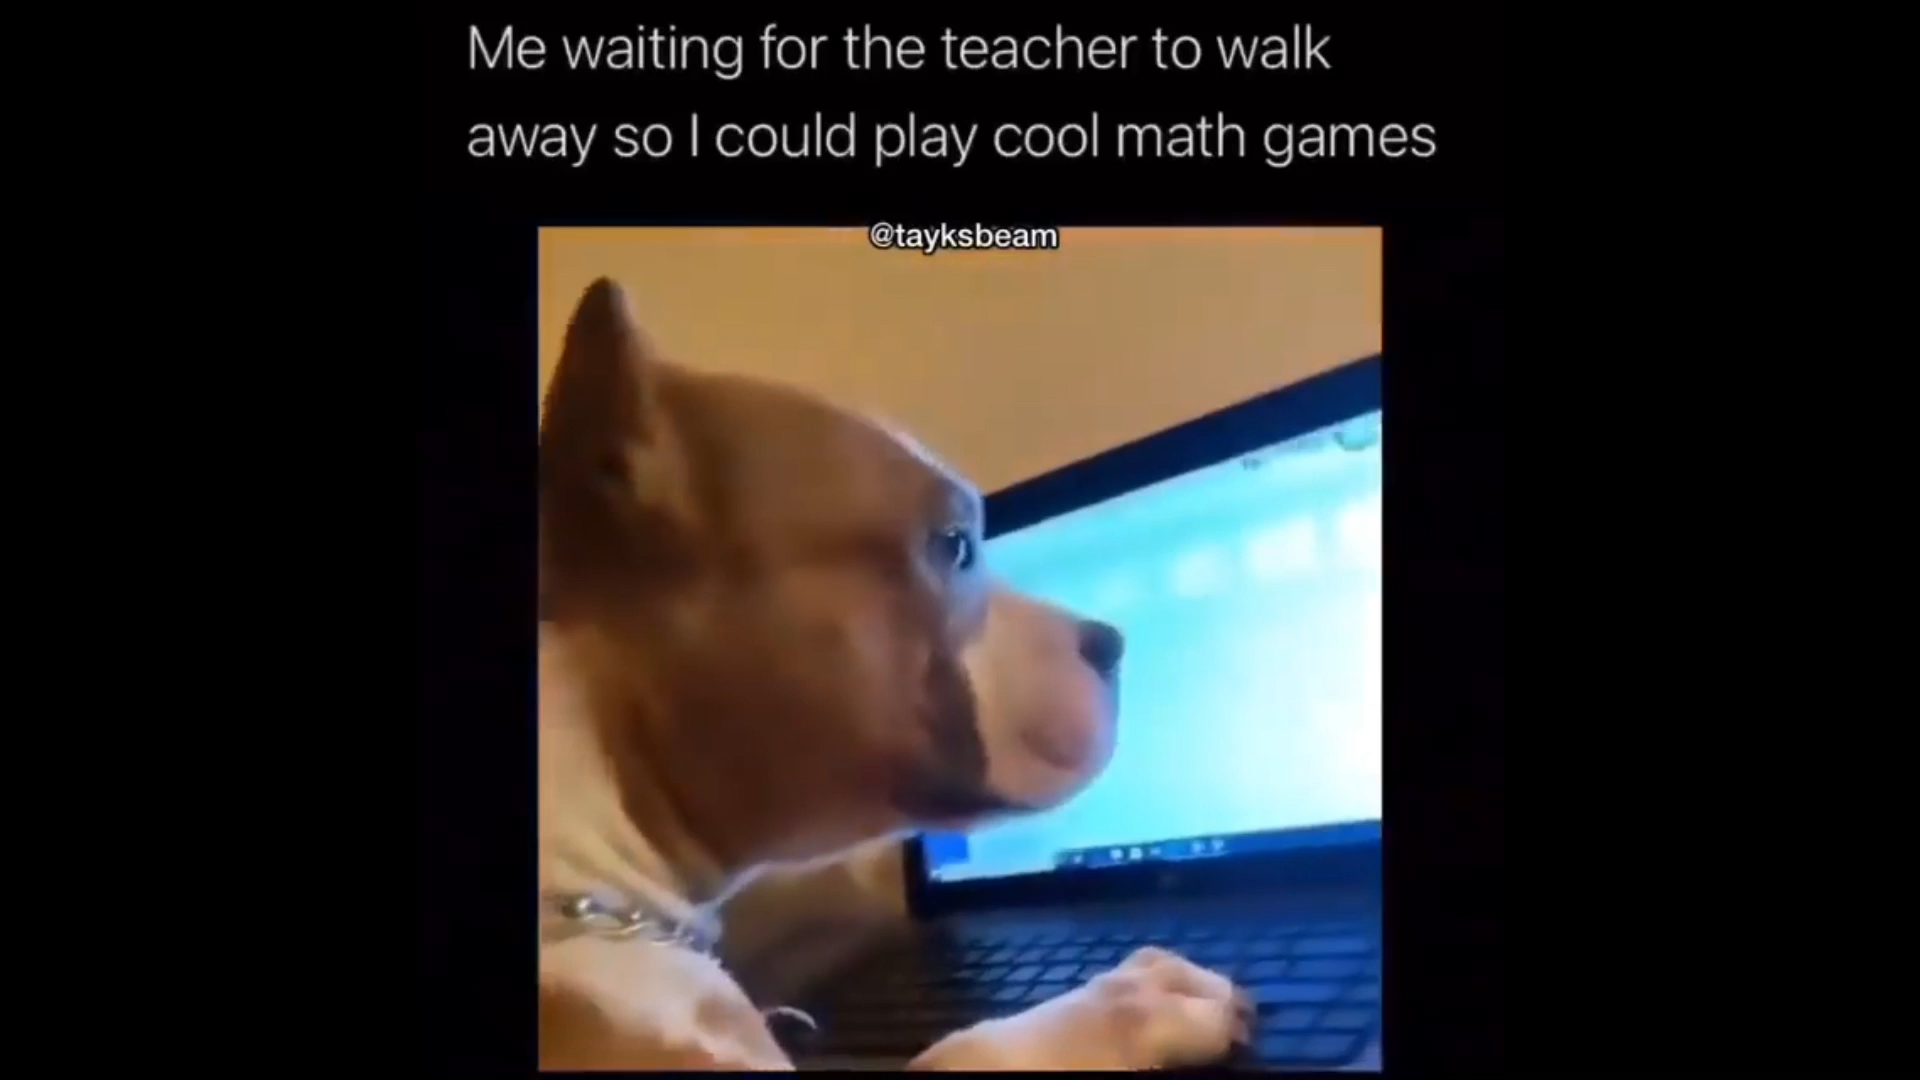 Me waiting for the teacher to walk
away so I could play cool math games
@tayksbeam